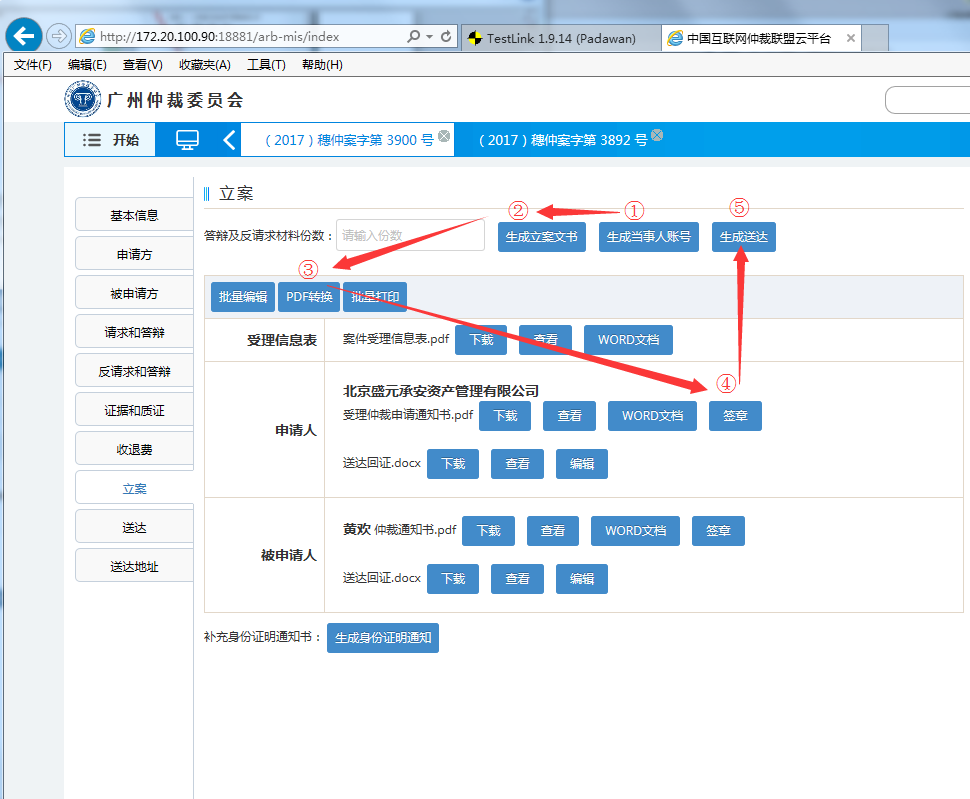 http://172.20.100.90:18881/arb-mis/index
TestLink 1.9.14 (Padawan)
中国互联网仲裁联盟云平台
文件(F) 编辑(E) 查看(V) 收藏夹(A) 工具(T) 帮助(H)
广州仲裁委员会
开始
（2017）穗仲案字第 3900 号
（2017）穗仲案字第 3892 号
基本信息
申请方
被申请方
请求和答辩
反请求和答辩
证据和质证
收退费
立案
送达
送达地址
立案
② ① ⑤
答辩及反请求材料份数： 请输入份数 生成立案文书 生成当事人账号 生成送达
③
批量编辑 PDF转换 批量打印
受理信息表 案件受理信息表.pdf 下载 查看 WORD文档
④
北京盛元承安资产管理有限公司
受理仲裁申请通知书.pdf 下载 查看 WORD文档 签章
申请人
送达回证.docx 下载 查看 编辑
黄欢 仲裁通知书.pdf 下载 查看 WORD文档 签章
被申请人
送达回证.docx 下载 查看 编辑
补充身份证明通知书： 生成身份证明通知